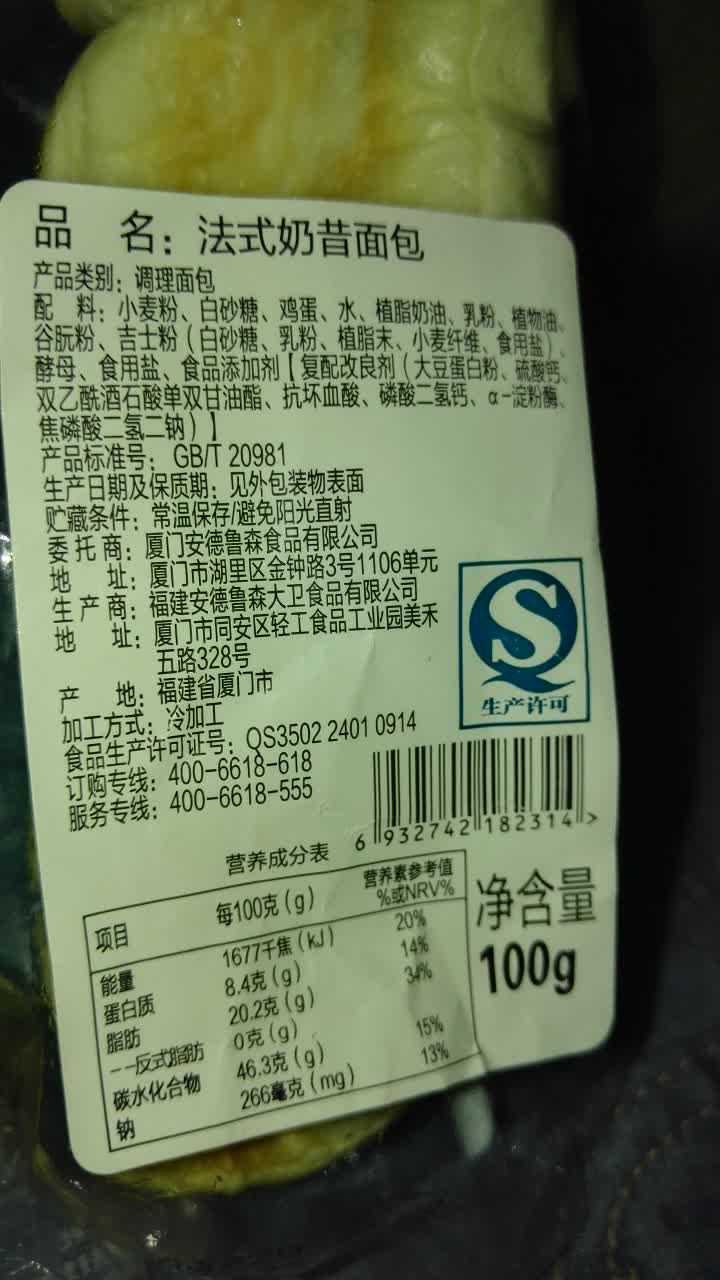 品 名：法式奶昔面包
产品类别：调理面包
配 料：小麦粉、白砂糖、鸡蛋、水、植脂奶油、乳粉、植物油、
谷朊粉、吉士粉（白砂糖、乳粉、植脂末、小麦纤维、食用盐）、
酵母、食用盐、食品添加剂【复配改良剂（大豆蛋白粉、硫酸钙、
双乙酰酒石酸单双甘油酯、抗坏血酸、磷酸二氢钙、α-淀粉酶、
焦磷酸二氢二钠）】
产品标准号：GB/T 20981
生产日期及保质期：见外包装物表面
贮藏条件：常温保存/避免阳光直射
委托商：厦门安德鲁森食品有限公司
地 址：厦门市湖里区金钟路3号1106单元
生产商：福建安德鲁森大卫食品有限公司
地 址：厦门市同安区轻工食品工业园美禾
五路328号
产 地：福建省厦门市
加工方式：冷加工
食品生产许可证号：QS3502 2401 0914
订购专线：400-6618-618
服务专线：400-6618-555
S
生产许可
6 932742 182314 >
营养成分表
项目 每100克（g） 营养素参考值%或NRV%
能量 1677千焦（kJ） 20%
蛋白质 8.4克（g） 14%
脂肪 20.2克（g） 34%
--反式脂肪 0克（g）
碳水化合物 46.3克（g） 15%
钠 266毫克（mg） 13%
净含量
100g